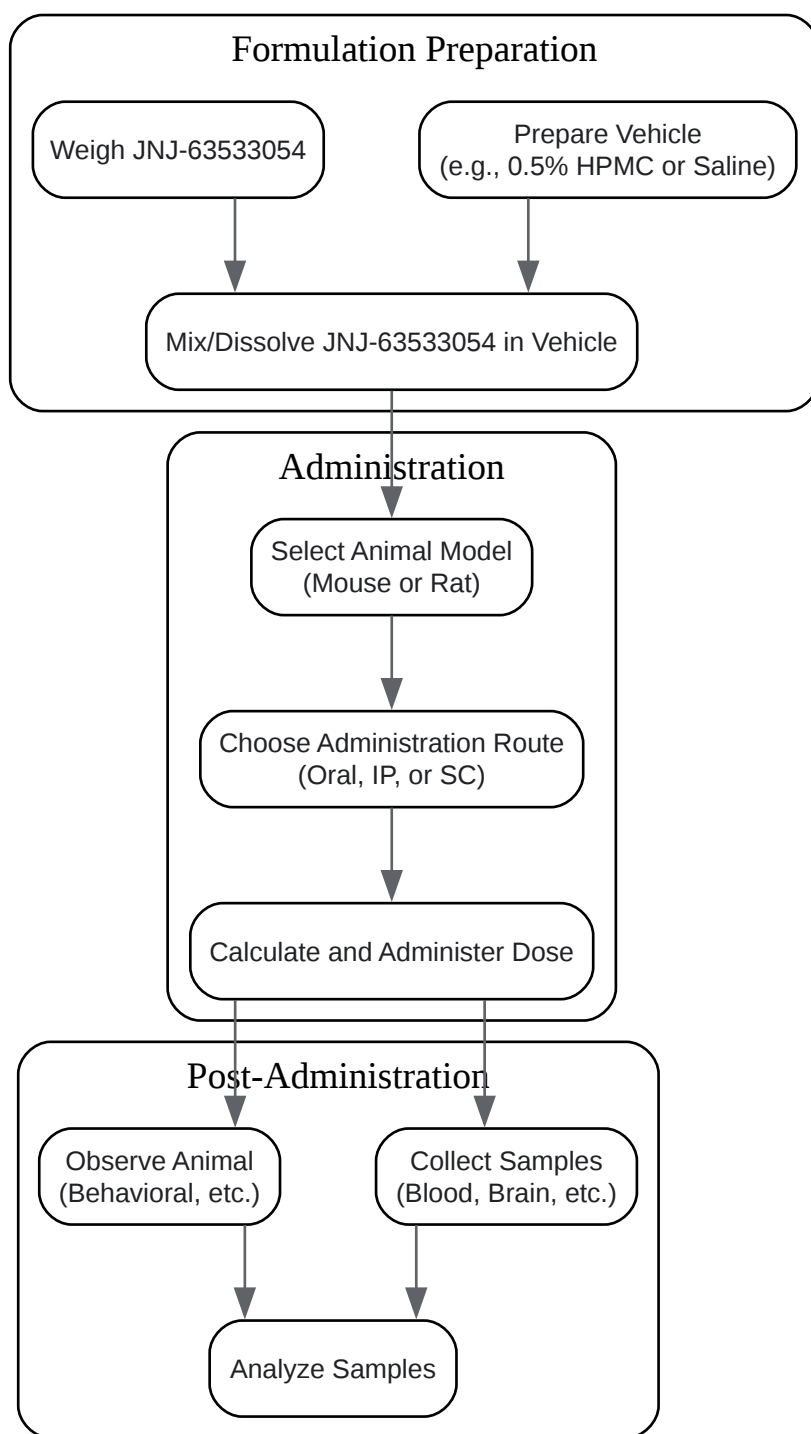 Formulation Preparation
Weigh JNJ-63533054
Prepare Vehicle
(e.g., 0.5% HPMC or Saline)
Mix/Dissolve JNJ-63533054 in Vehicle
Administration
Select Animal Model
(Mouse or Rat)
Choose Administration Route
(Oral, IP, or SC)
Calculate and Administer Dose
Post-Administration
Observe Animal
(Behavioral, etc.)
Collect Samples
(Blood, Brain, etc.)
Analyze Samples